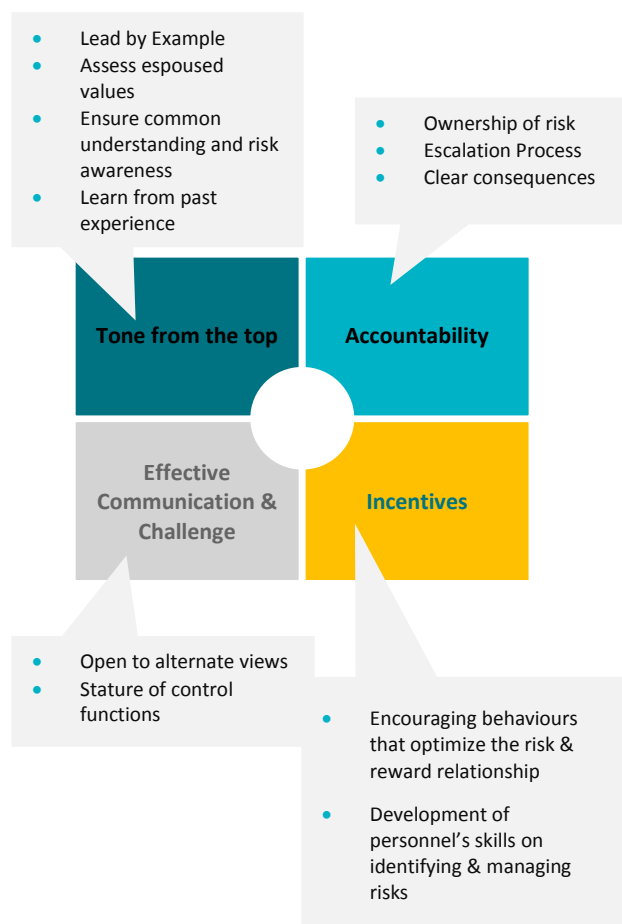 • Lead by Example
• Assess espoused
values
• Ensure common
understanding and risk
awareness
• Learn from past
experience
• Ownership of risk
• Escalation Process
• Clear consequences
Tone from the top
Accountability
Effective
Communication &
Challenge
Incentives
• Open to alternate views
• Stature of control
functions
• Encouraging behaviours
that optimize the risk &
reward relationship
• Development of
personnel’s skills on
identifying & managing
risks